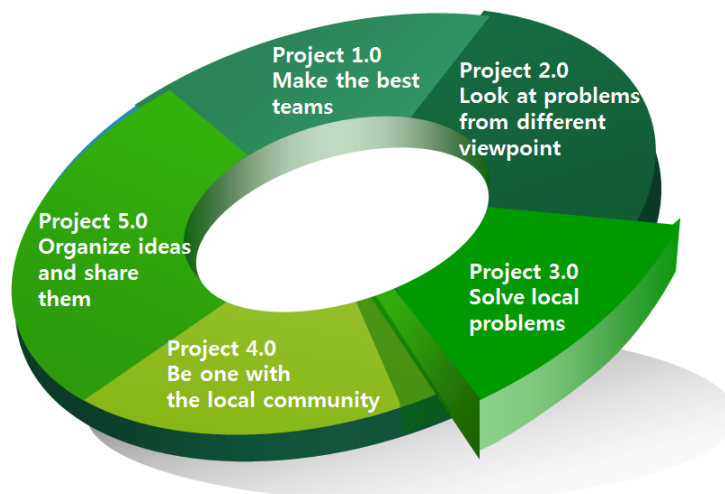 Project 1.0
Make the best
teams
Project 2.0
Look at problems
from different
viewpoint
Project 3.0
Solve local
problems
Project 4.0
Be one with
the local community
Project 5.0
Organize ideas
and share
them